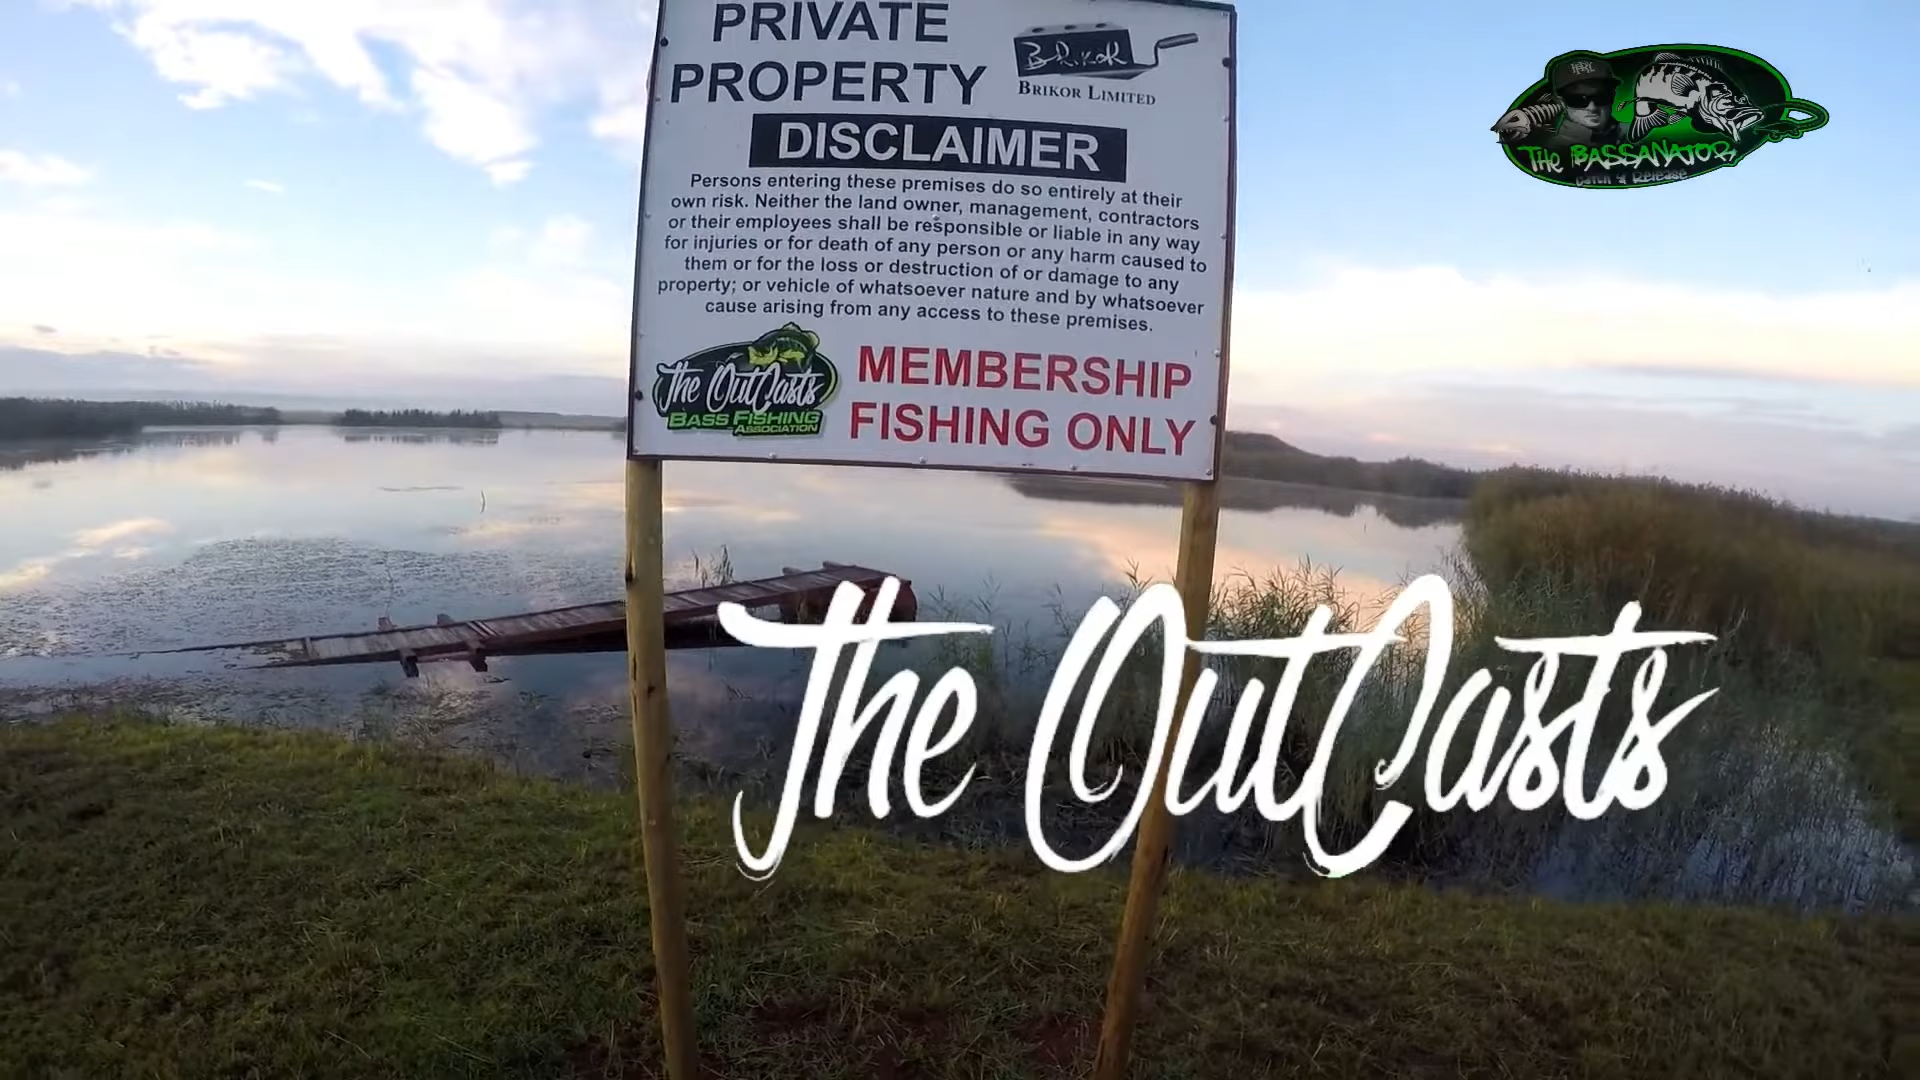 PRIVATE
PROPERTY
BRIKOR
BRIKOR LIMITED
DISCLAIMER
Persons entering these premises do so entirely at their
own risk. Neither the land owner, management, contractors
or their employees shall be responsible or liable in any way
for injuries or for death of any person or any harm caused to
them or for the loss or destruction of or damage to any
property; or vehicle of whatsoever nature and by whatsoever
cause arising from any access to these premises.
The OutCasts
BASS FISHING
ASSOCIATION
MEMBERSHIP
FISHING ONLY
THE BASSANATOR
Catch & Release
The OutCasts